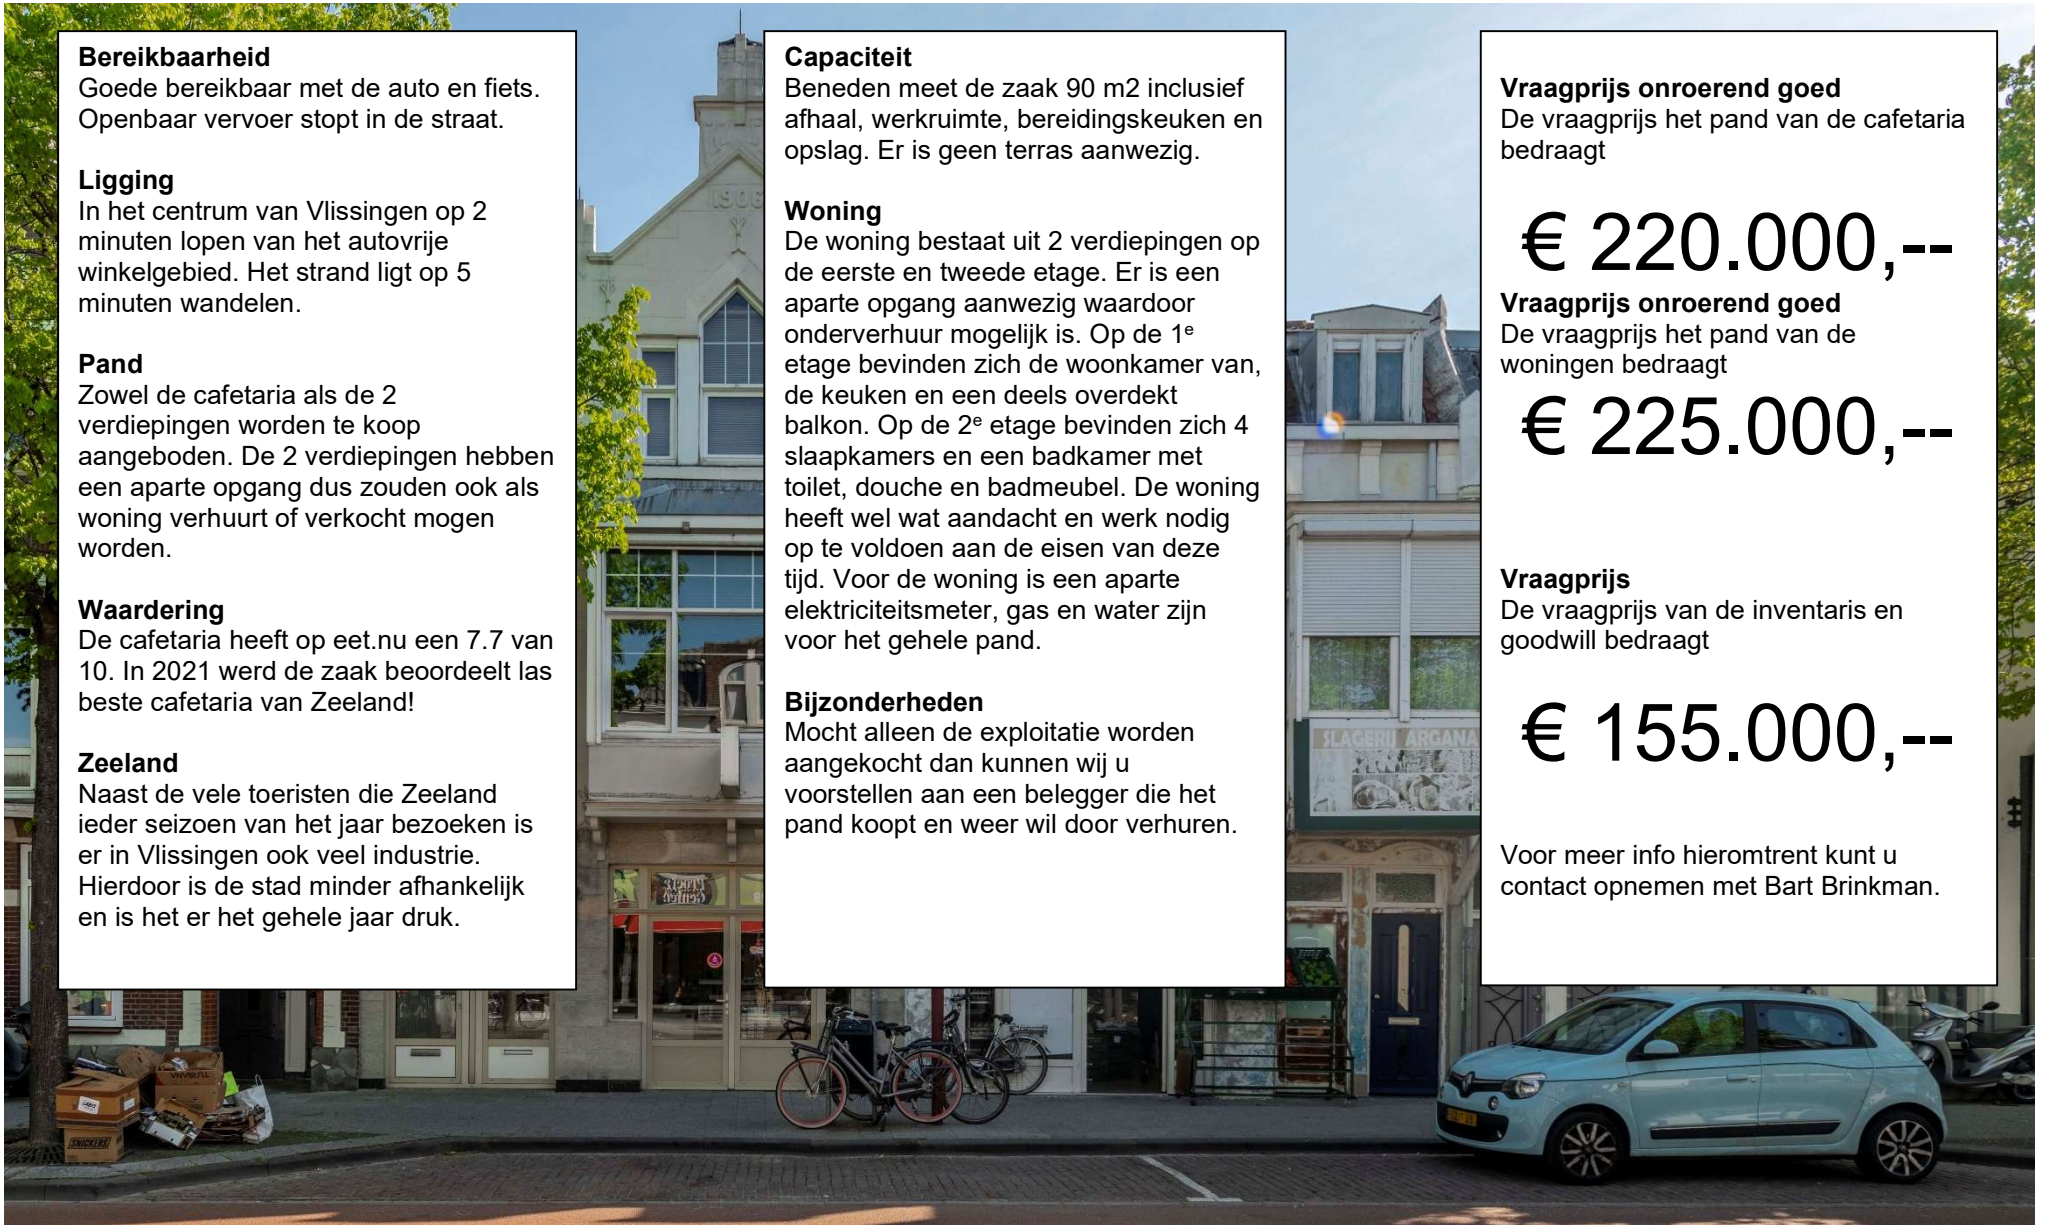 Bereikbaarheid
Goede bereikbaar met de auto en fiets.
Openbaar vervoer stopt in de straat.
Ligging
In het centrum van Vlissingen op 2
minuten lopen van het autovrije
winkelgebied. Het strand ligt op 5
minuten wandelen.
Pand
Zowel de cafetaria als de 2
verdiepingen worden te koop
aangeboden. De 2 verdiepingen hebben
een aparte opgang dus zouden ook als
woning verhuurt of verkocht mogen
worden.
Waardering
De cafetaria heeft op eet.nu een 7.7 van
10. In 2021 werd de zaak beoordeelt las
beste cafetaria van Zeeland!
Zeeland
Naast de vele toeristen die Zeeland
ieder seizoen van het jaar bezoeken is
er in Vlissingen ook veel industrie.
Hierdoor is de stad minder afhankelijk
en is het er het gehele jaar druk.
Capaciteit
Beneden meet de zaak 90 m2 inclusief
afhaal, werkruimte, bereidingskeuken en
opslag. Er is geen terras aanwezig.
Woning
De woning bestaat uit 2 verdiepingen op
de eerste en tweede etage. Er is een
aparte opgang aanwezig waardoor
onderverhuur mogelijk is. Op de 1e
etage bevinden zich de woonkamer van,
de keuken en een deels overdekt
balkon. Op de 2e etage bevinden zich 4
slaapkamers en een badkamer met
toilet, douche en badmeubel. De woning
heeft wel wat aandacht en werk nodig
op te voldoen aan de eisen van deze
tijd. Voor de woning is een aparte
elektriciteitsmeter, gas en water zijn
voor het gehele pand.
Bijzonderheden
Mocht alleen de exploitatie worden
aangekocht dan kunnen wij u
voorstellen aan een belegger die het
pand koopt en weer wil door verhuren.
Vraagprijs onroerend goed
De vraagprijs het pand van de cafetaria
bedraagt
€ 220.000,--
Vraagprijs onroerend goed
De vraagprijs het pand van de
woningen bedraagt
€ 225.000,--
Vraagprijs
De vraagprijs van de inventaris en
goodwill bedraagt
€ 155.000,--
Voor meer info hieromtrent kunt u
contact opnemen met Bart Brinkman.
1906
SLAGERIJ ARGANA
SNICKERS